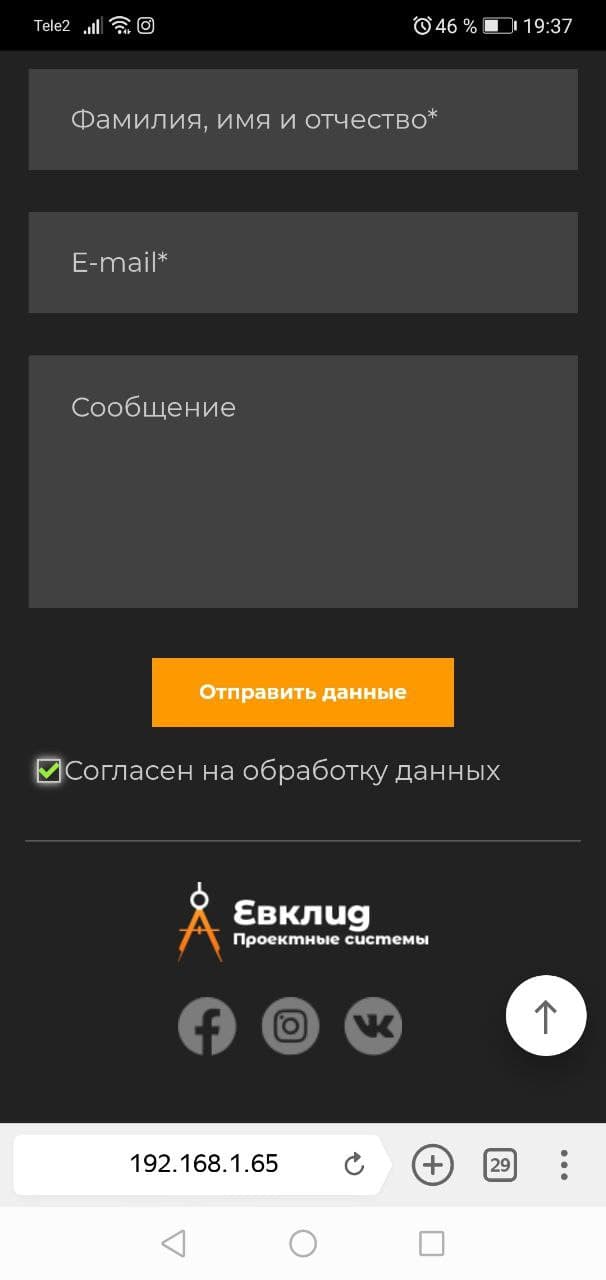 Tele2 46 % 19:37
Фамилия, имя и отчество*
E-mail*
Сообщение
Отправить данные
Согласен на обработку данных
Евклид
Проектные системы
192.168.1.65
29